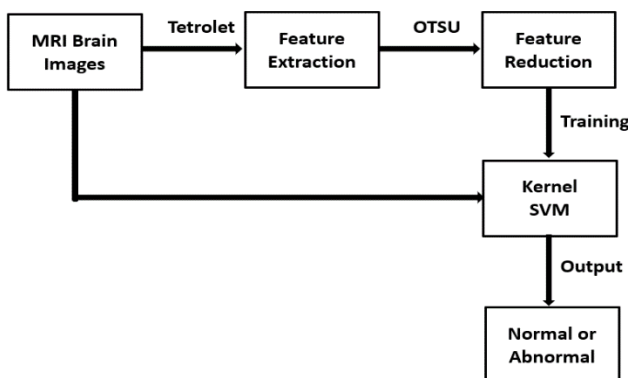 MRI Brain
Images
Tetrolet
Feature
Extraction
OTSU
Feature
Reduction
Training
Kernel
SVM
Output
Normal or
Abnormal